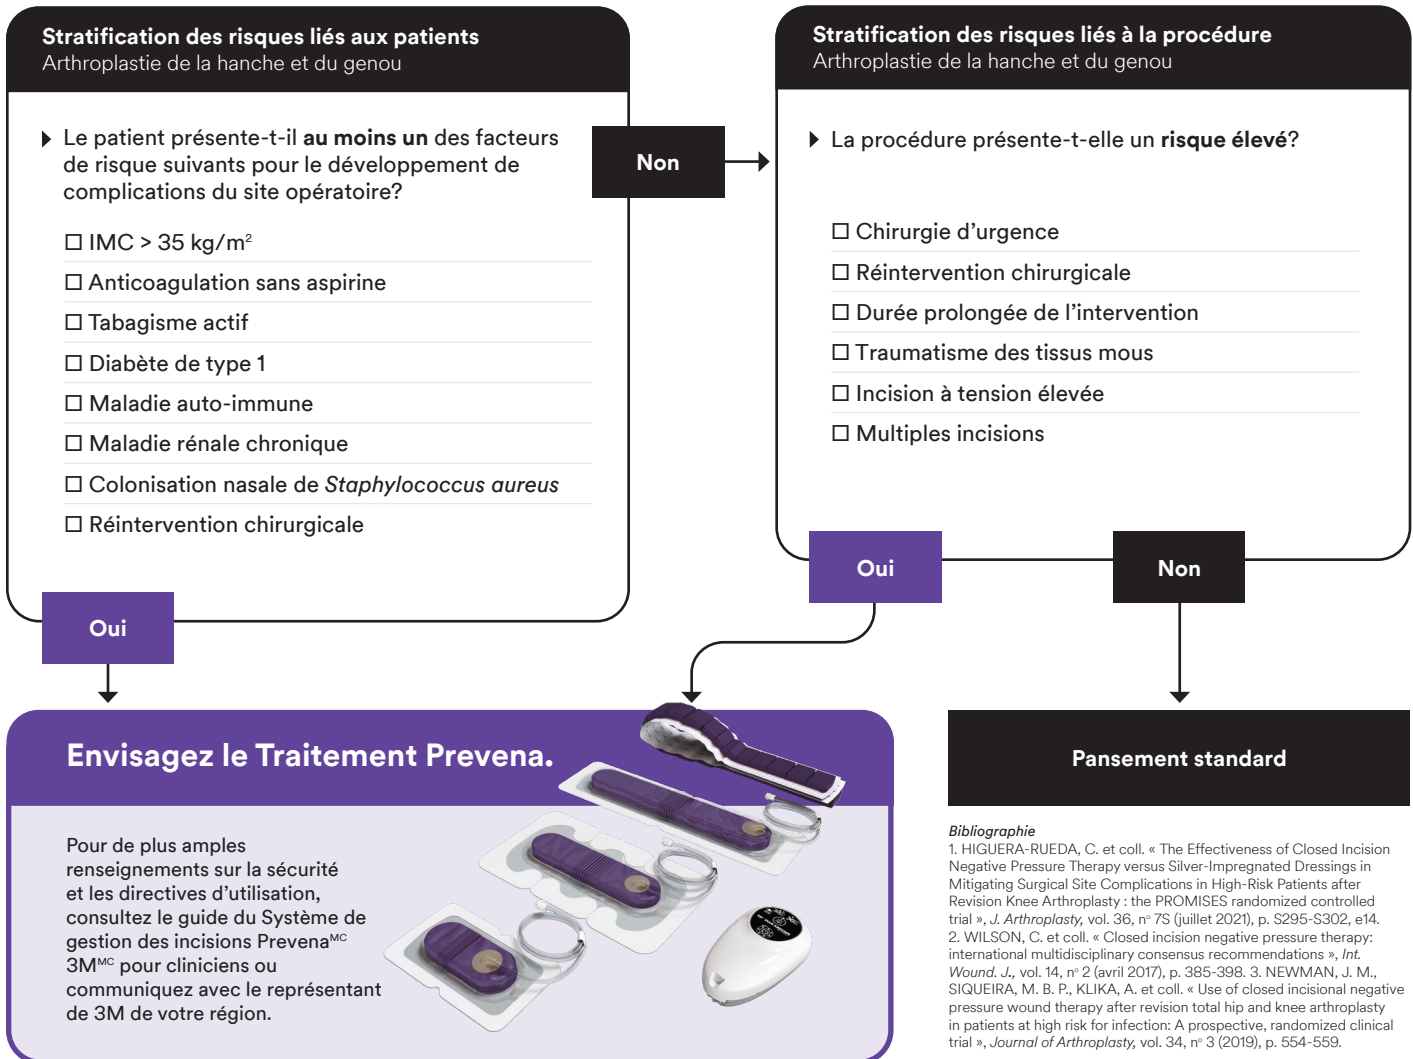 Stratification des risques liés aux patients
Arthroplastie de la hanche et du genou
Le patient présente-t-il au moins un des facteurs
de risque suivants pour le développement de
complications du site opératoire?
IMC > 35 kg/m²
Anticoagulation sans aspirine
Tabagisme actif
Diabète de type 1
Maladie auto-immune
Maladie rénale chronique
Colonisation nasale de Staphylococcus aureus
Réintervention chirurgicale
Non
Oui
Stratification des risques liés à la procédure
Arthroplastie de la hanche et du genou
La procédure présente-t-elle un risque élevé?
Chirurgie d’urgence
Réintervention chirurgicale
Durée prolongée de l’intervention
Traumatisme des tissus mous
Incision à tension élevée
Multiples incisions
Oui
Non
Envisagez le Traitement Prevena.
Pour de plus amples
renseignements sur la sécurité
et les directives d’utilisation,
consultez le guide du Système de
gestion des incisions Prevenaᴹᶜ
3Mᴹᶜ pour cliniciens ou
communiquez avec le représentant
de 3M de votre région.
Pansement standard
Bibliographie
1. HIGUERA-RUEDA, C. et coll. « The Effectiveness of Closed Incision
Negative Pressure Therapy versus Silver-Impregnated Dressings in
Mitigating Surgical Site Complications in High-Risk Patients after
Revision Knee Arthroplasty : the PROMISES randomized controlled
trial », J. Arthroplasty, vol. 36, n° 7S (juillet 2021), p. S295-S302, e14.
2. WILSON, C. et coll. « Closed incision negative pressure therapy:
international multidisciplinary consensus recommendations », Int.
Wound. J., vol. 14, n° 2 (avril 2017), p. 385-398. 3. NEWMAN, J. M.,
SIQUEIRA, M. B. P., KLIKA, A. et coll. « Use of closed incisional negative
pressure wound therapy after revision total hip and knee arthroplasty
in patients at high risk for infection: A prospective, randomized clinical
trial », Journal of Arthroplasty, vol. 34, n° 3 (2019), p. 554-559.